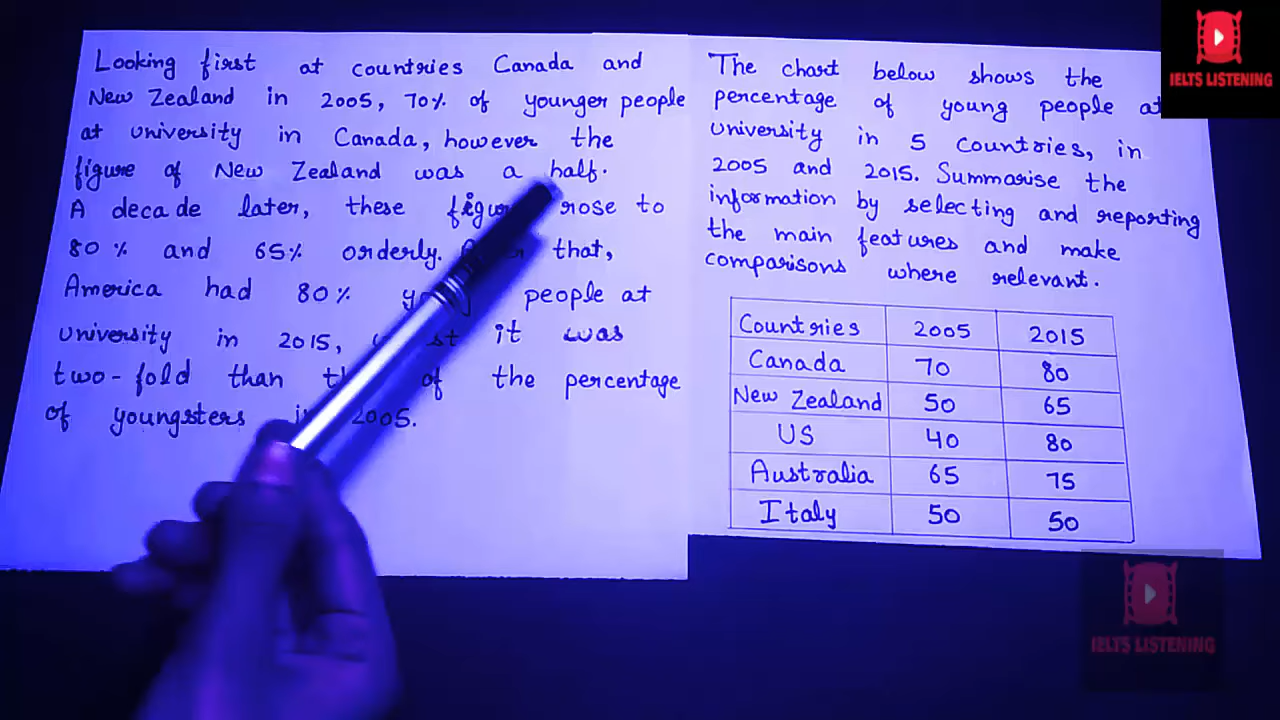 Looking first at countries Canada and
New Zealand in 2005, 70% of younger people
at university in Canada, however the
figure of New Zealand was a half.
A decade later, these rose to
80% and 65% orderly. that,
America had 80% people at
university in 2015, it was
two-fold than of the percentage
of youngsters 2005.
The chart below shows the
percentage of young people at
university in 5 countries, in
2005 and 2015. Summarise the
information by selecting and reporting
the main features and make
comparisons where relevant.
Countries 2005 2015
Canada 70 80
New Zealand 50 65
US 40 80
Australia 65 75
Italy 50 50
IELTS LISTENING
IELTS LISTENING